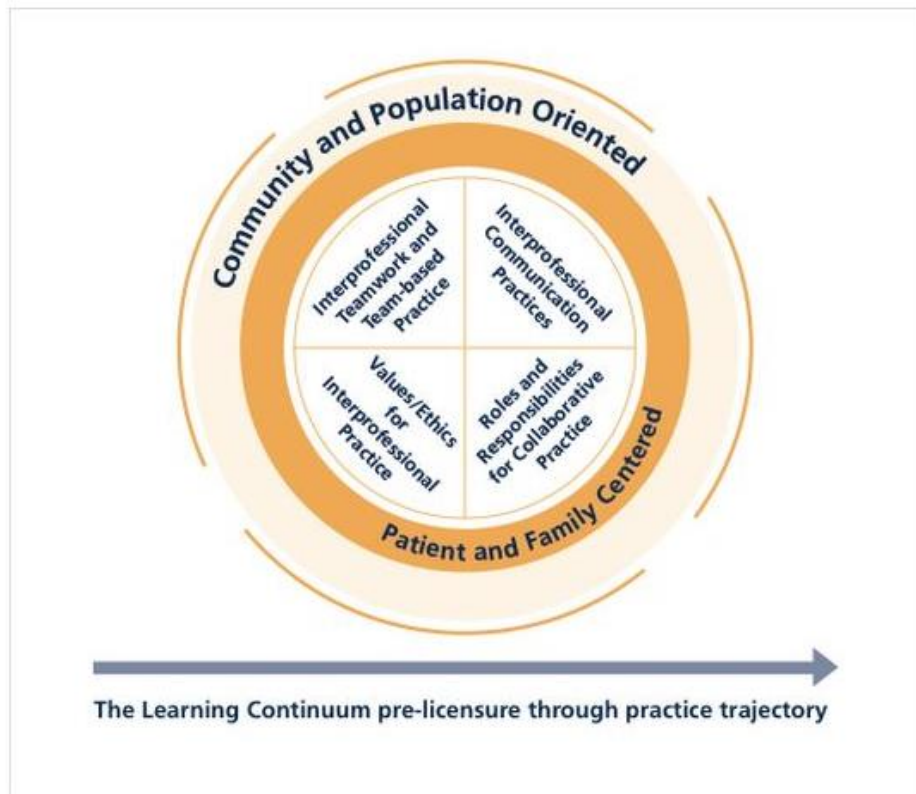 Community and Population Oriented
Interprofessional
Teamwork and
Team-based
Practice
Interprofessional
Communication
Practices
Values/Ethics
for
Interprofessional
Practice
Roles and
Responsibilities
for Collaborative
Practice
Patient and Family Centered
The Learning Continuum pre-licensure through practice trajectory